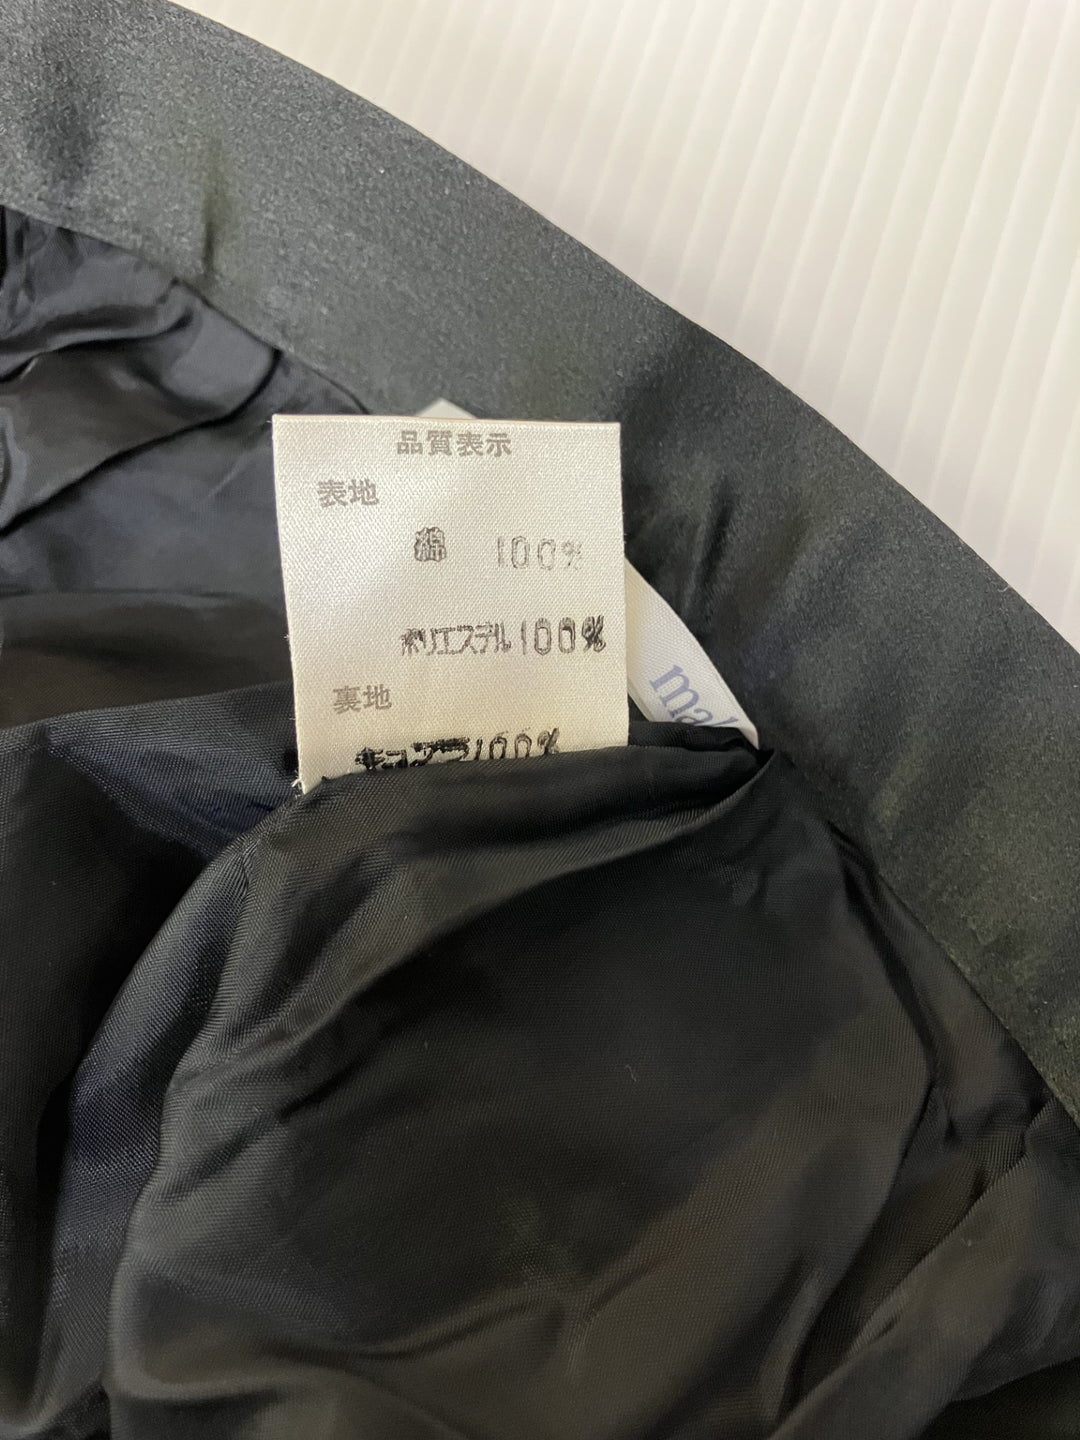 品質表示
表地
綿 100%
ポリエステル100%
裏地
キュプラ100%
mal